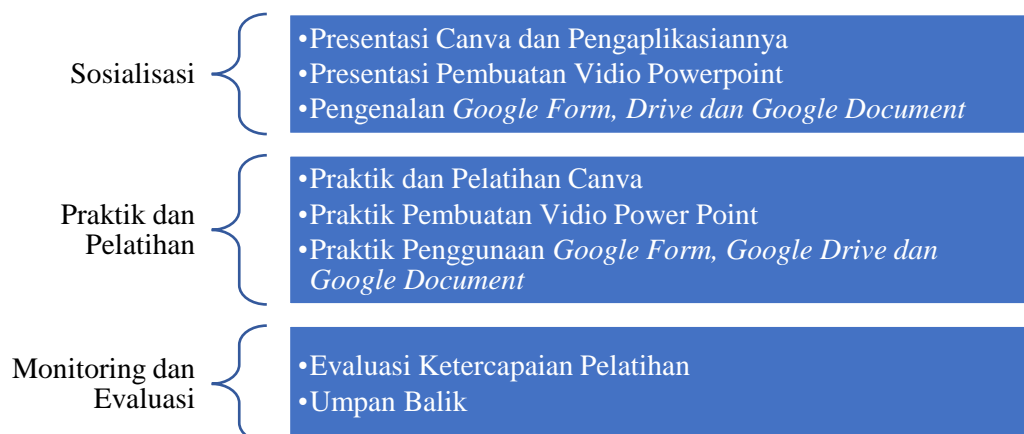 Sosialisasi
•Presentasi Canva dan Pengaplikasiannya
•Presentasi Pembuatan Vidio Powerpoint
•Pengenalan Google Form, Drive dan Google Document
Praktik dan
Pelatihan
•Praktik dan Pelatihan Canva
•Praktik Pembuatan Vidio Power Point
•Praktik Penggunaan Google Form, Google Drive dan
Google Document
Monitoring dan
Evaluasi
•Evaluasi Ketercapaian Pelatihan
•Umpan Balik